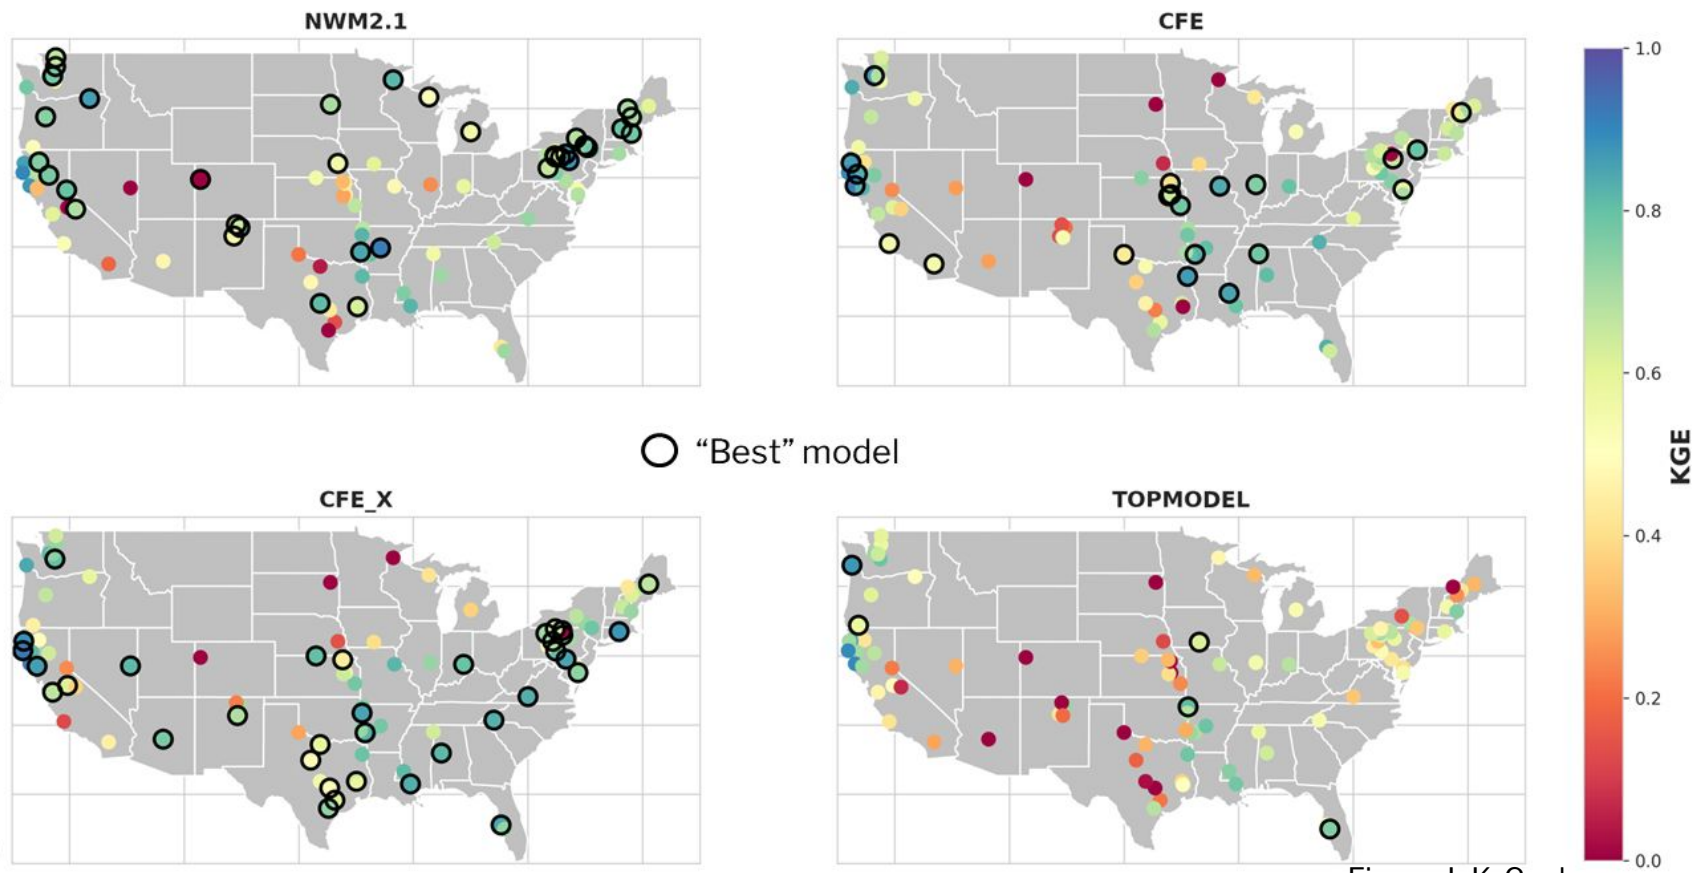 NWM2.1
CFE
1.0
0.8
0.6
"Best" model
KGE
CFE_X
TOPMODEL
0.4
0.2
0.0